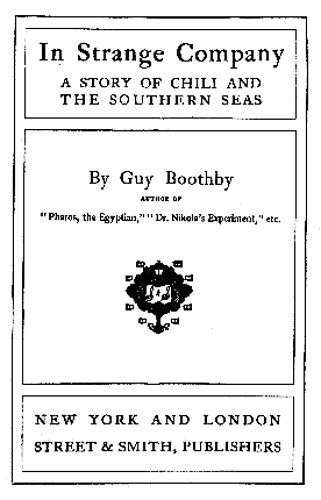 In Strange Company
A STORY OF CHILI AND
THE SOUTHERN SEAS
By Guy Boothby
AUTHOR OF
"Pharos, the Egyptian," "Dr. Nikola's Experiment," etc.
NEW YORK AND LONDON
STREET & SMITH, PUBLISHERS